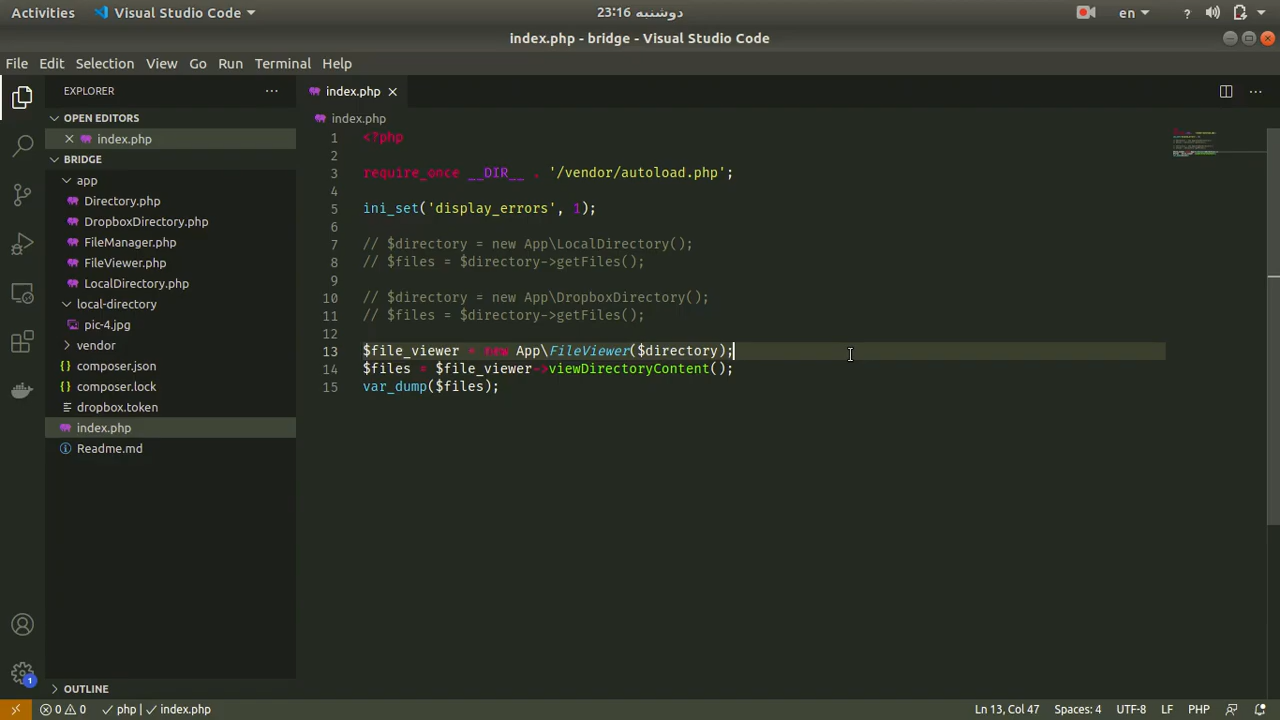 Activities
Visual Studio Code
دوشنبه 23:16
en
?
index.php - bridge - Visual Studio Code
File Edit Selection View Go Run Terminal Help
EXPLORER
OPEN EDITORS
index.php
BRIDGE
app
Directory.php
DropboxDirectory.php
FileManager.php
FileViewer.php
LocalDirectory.php
local-directory
pic-4.jpg
vendor
composer.json
composer.lock
dropbox.token
index.php
Readme.md
OUTLINE
1
index.php
index.php
1 <?php
2
3 require_once __DIR__ . '/vendor/autoload.php';
4
5 ini_set('display_errors', 1);
6
7 // $directory = new App\LocalDirectory();
8 // $files = $directory->getFiles();
9
10 // $directory = new App\DropboxDirectory();
11 // $files = $directory->getFiles();
12
13 $file_viewer = new App\FileViewer($directory);
14 $files = $file_viewer->viewDirectoryContent();
15 var_dump($files);
0 0 php | index.php
Ln 13, Col 47 Spaces: 4 UTF-8 LF PHP